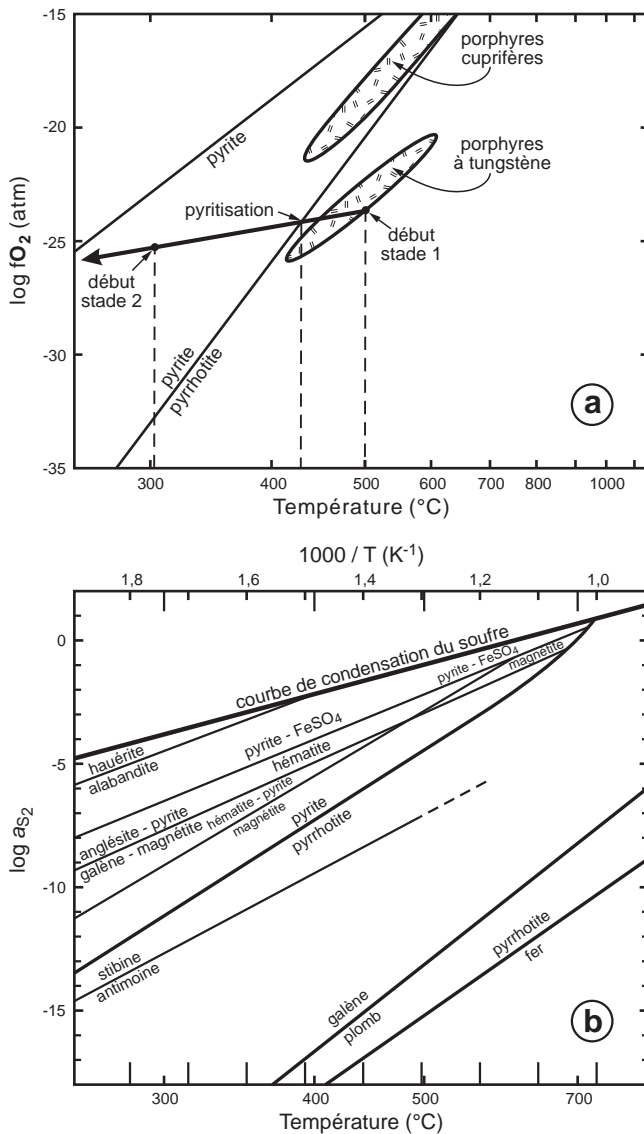 -15
-20
-25
-30
-35
log fO2 (atm)
porphyres
cuprifères
pyrite
porphyres
à tungstène
pyritisation
début
stade 1
début
stade 2
pyrite
pyrrhotite
a
300
400
500
600
700
800
1000
Température (°C)
1000 / T (K-1)
1,8
1,6
1,4
1,2
1,0
0
-5
-10
-15
log aS2
courbe de condensation du soufre
pyrite - FeSO4
magnétite
hauérite
alabandite
pyrite - FeSO4
hématite
anglésite - pyrite
galène - magnétite
hématite - pyrite
magnétite
pyrite
pyrrhotite
stibine
antimoine
galène
plomb
pyrrhotite
fer
b
300
400
500
700
Température (°C)